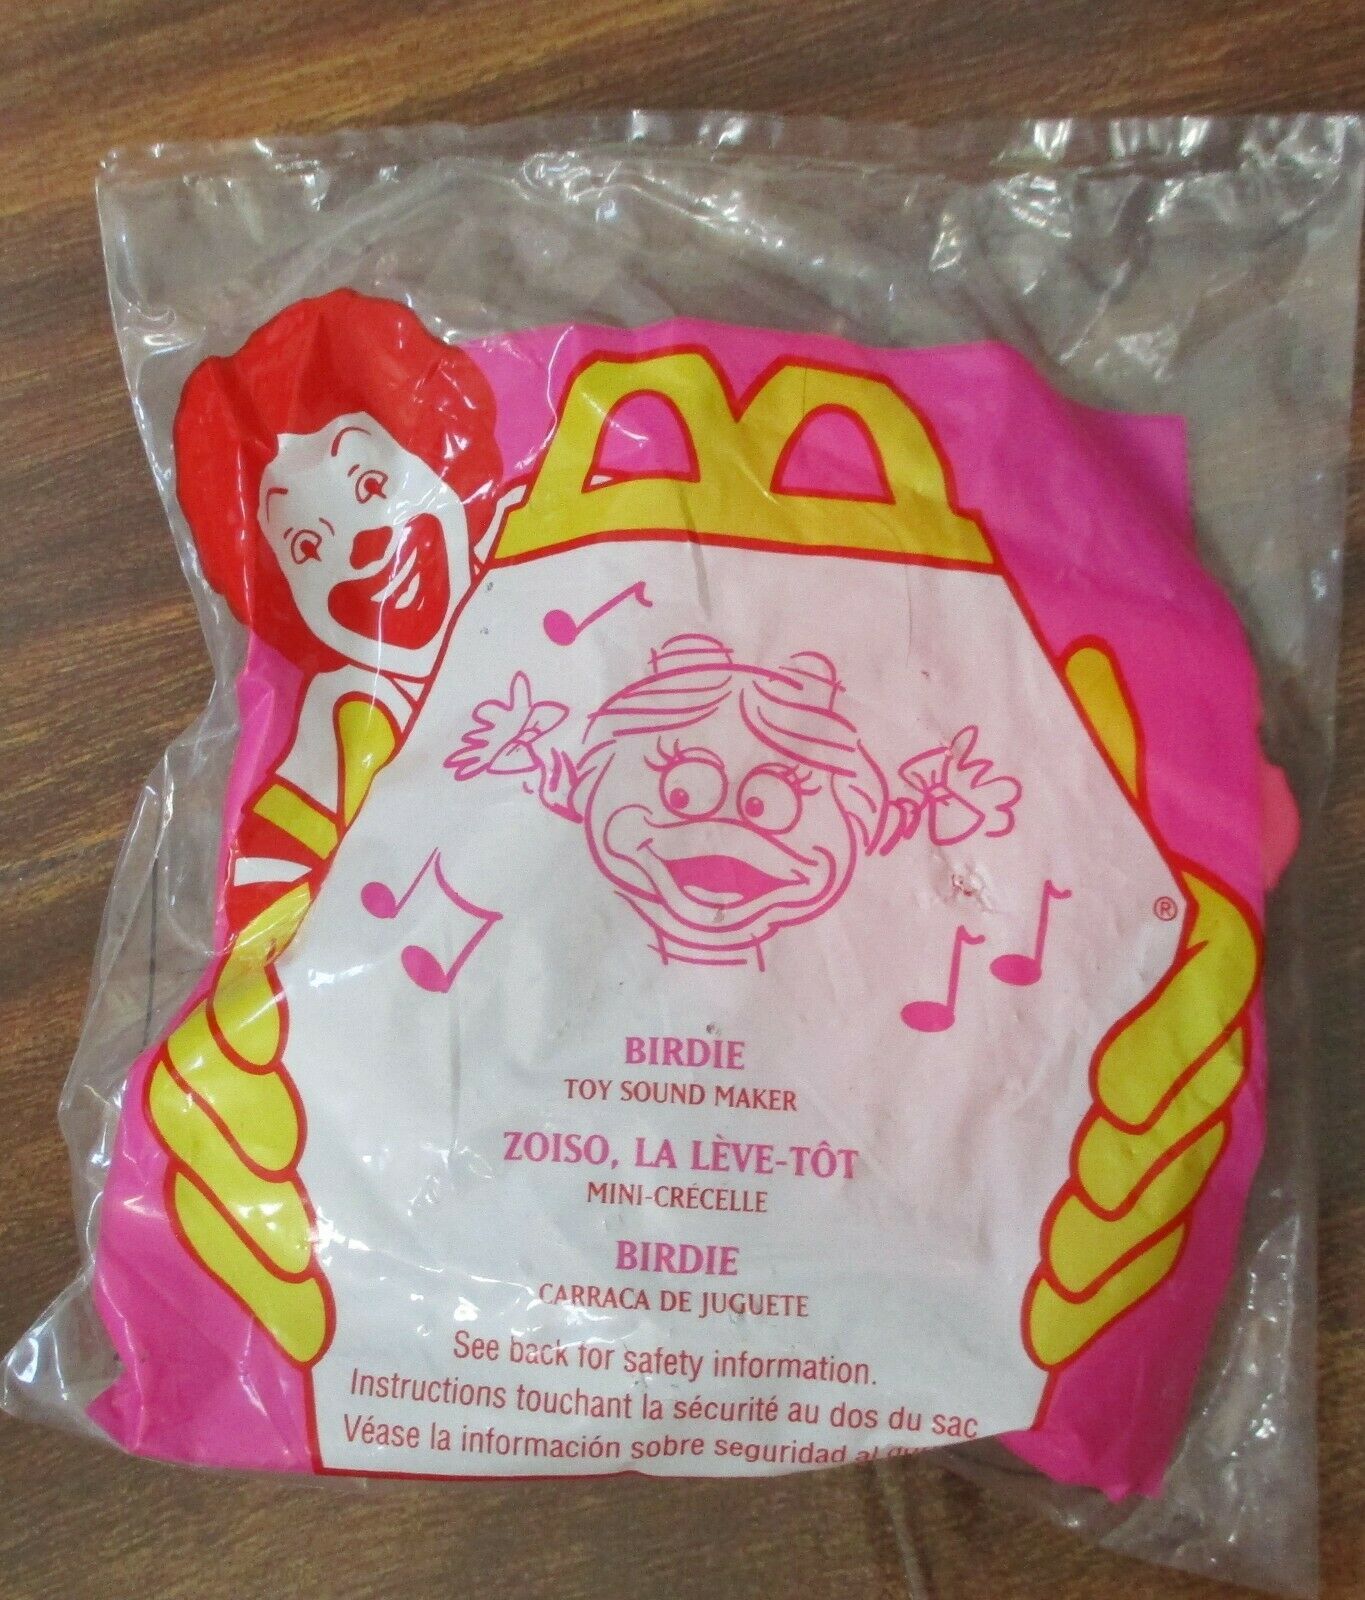 ®
BIRDIE
TOY SOUND MAKER
ZOISO, LA LÈVE-TÔT
MINI-CRÉCELLE
BIRDIE
CARRACA DE JUGUETE
See back for safety information.
Instructions touchant la sécurité au dos du sac
Véase la información sobre seguridad al